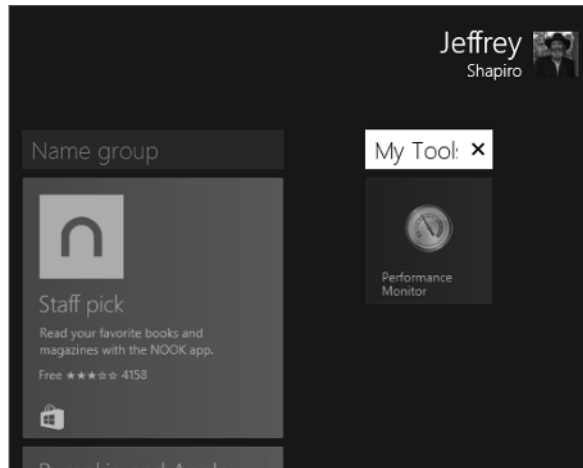 Jeffrey
Shapiro
Name group
My Tools
Staff pick
Read your favorite books and
magazines with the NOOK app.
Free ★★★☆☆ 4158
Performance
Monitor